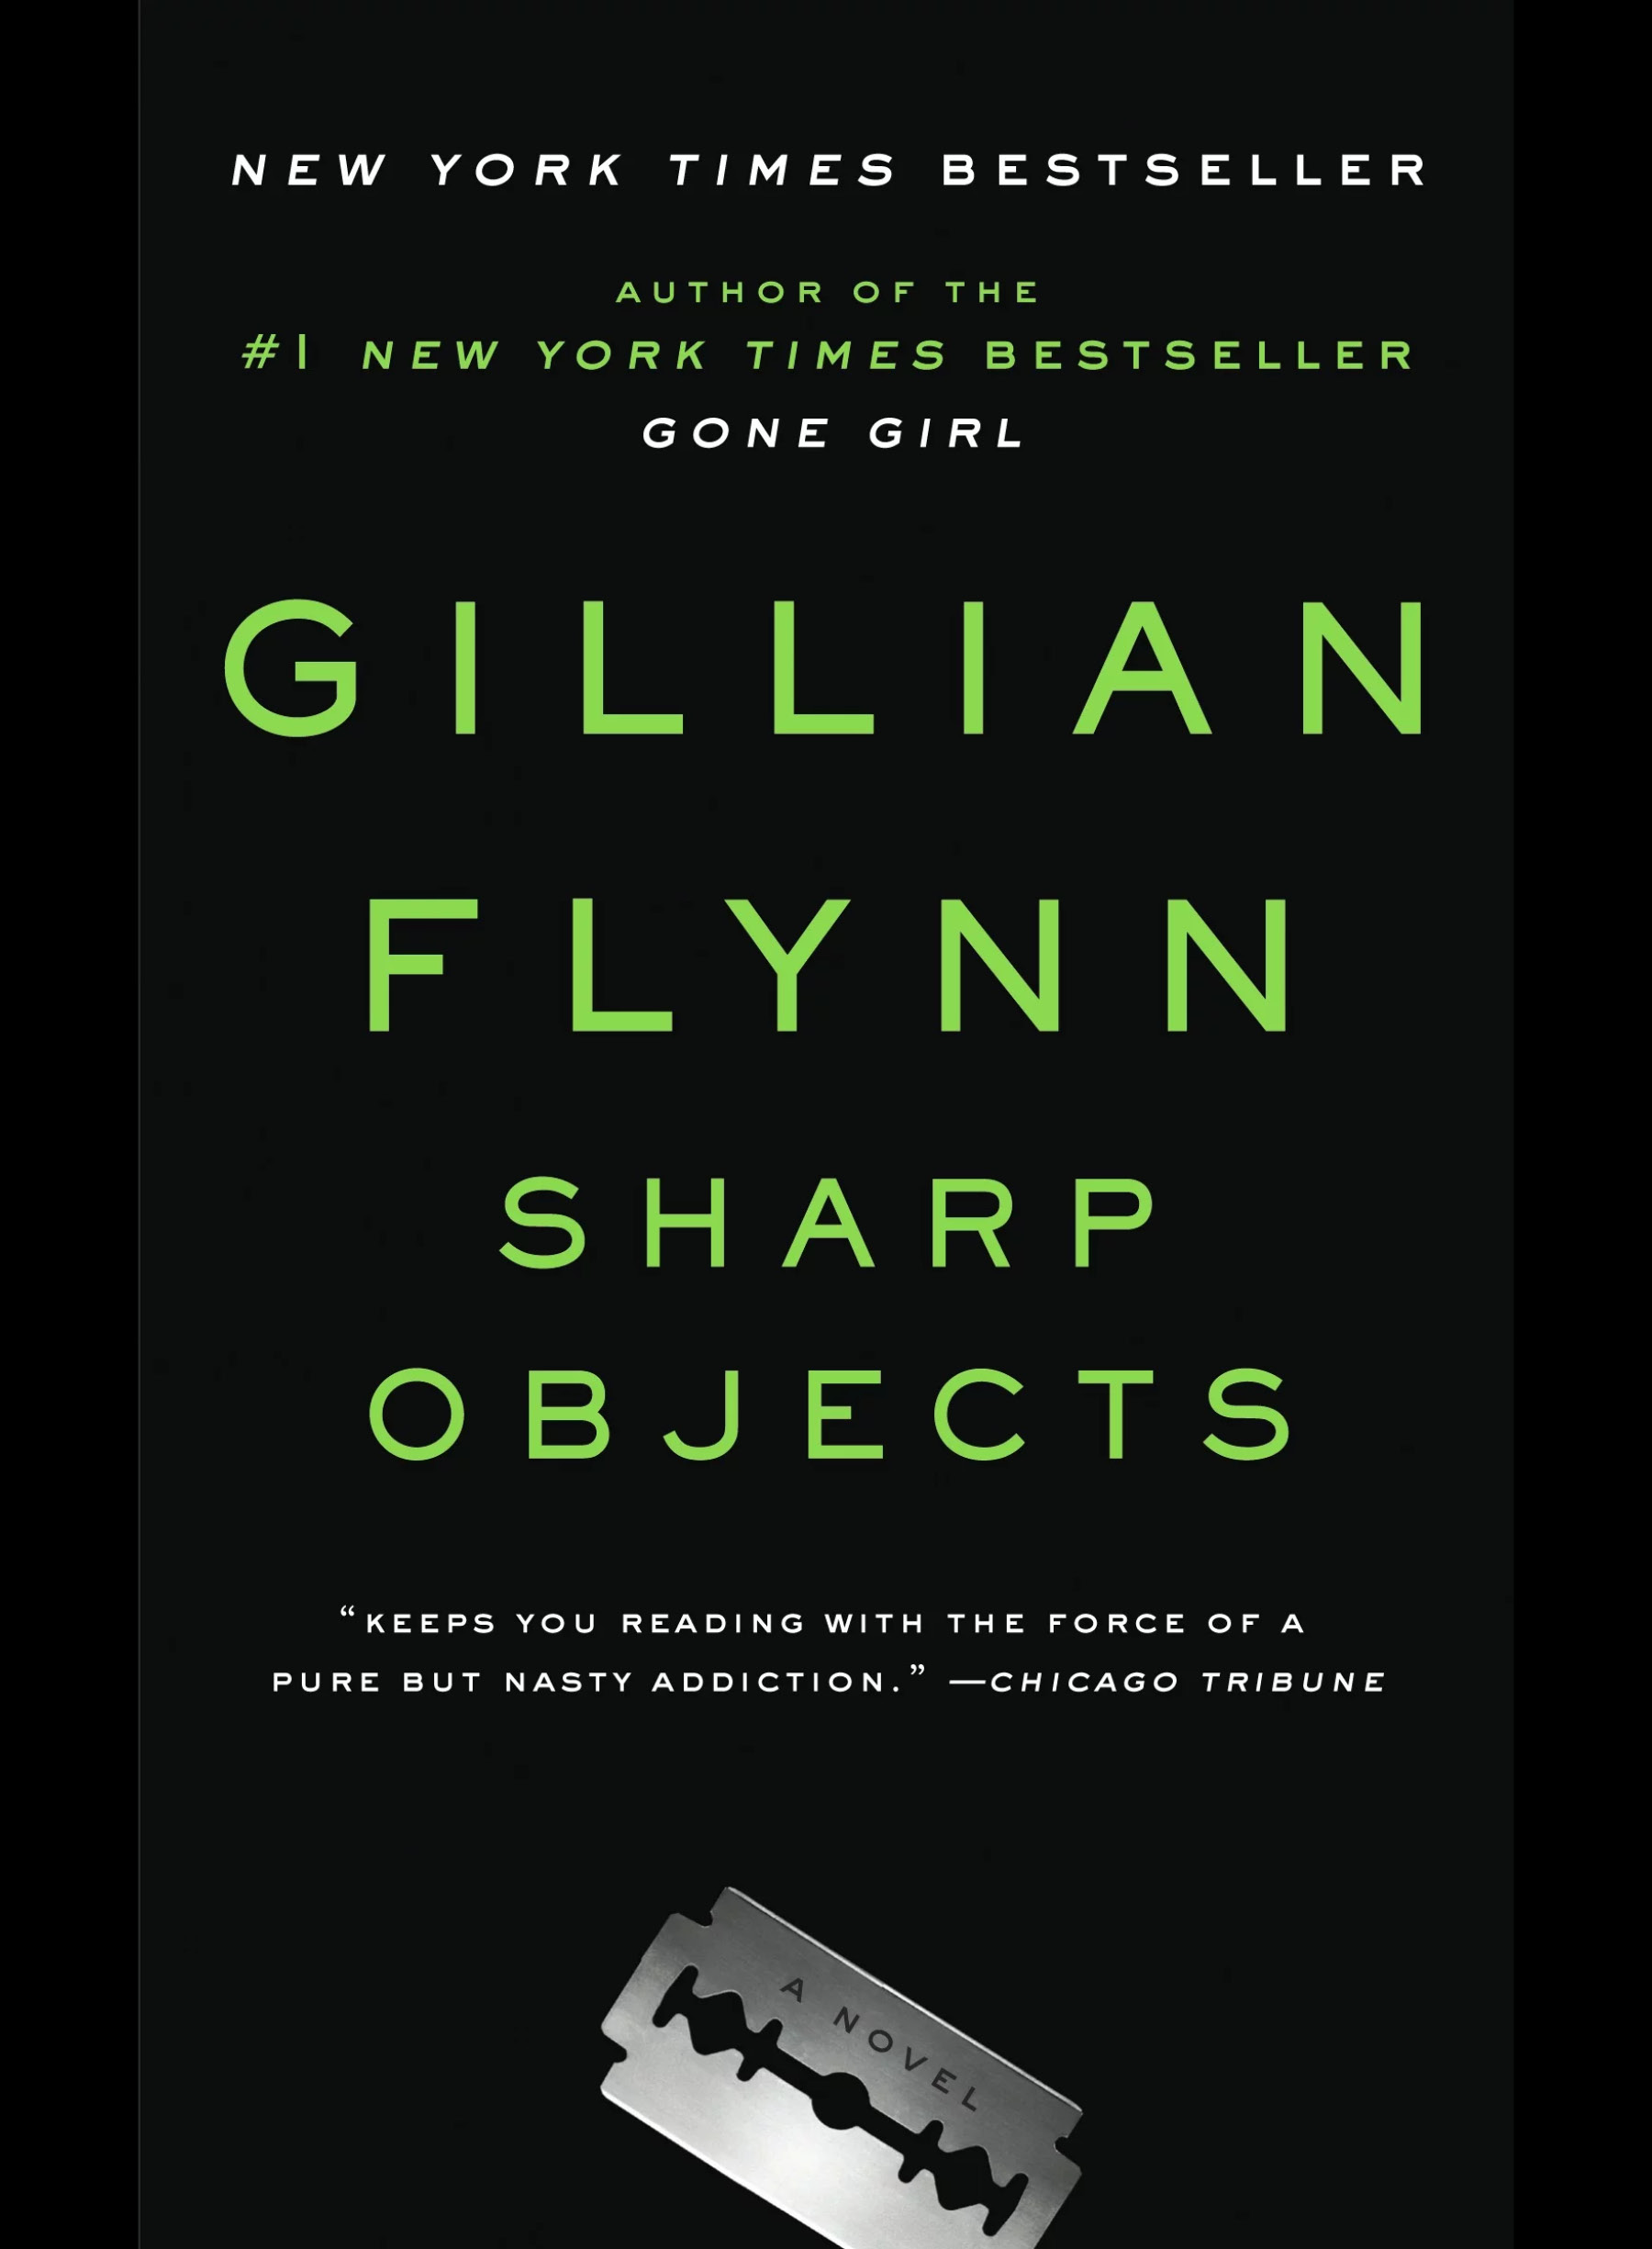 NEW YORK TIMES BESTSELLER
AUTHOR OF THE
#1 NEW YORK TIMES BESTSELLER
GONE GIRL
GILLIAN
FLYNN
SHARP
OBJECTS
“KEEPS YOU READING WITH THE FORCE OF A
PURE BUT NASTY ADDICTION.” —CHICAGO TRIBUNE
A NOVEL